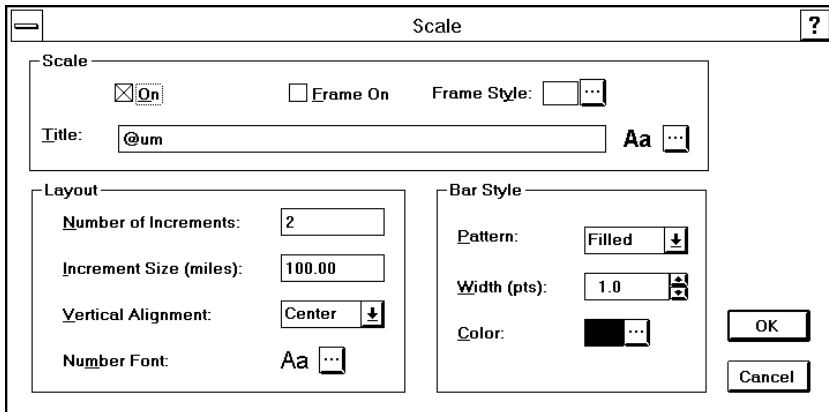 Scale
?
Scale
On
Frame On
Frame Style:
...
Title:
@um
Aa
...
Layout
Number of Increments:
2
Increment Size (miles):
100.00
Vertical Alignment:
Center
Number Font:
Aa
...
Bar Style
Pattern:
Filled
Width (pts):
1.0
Color:
...
OK
Cancel